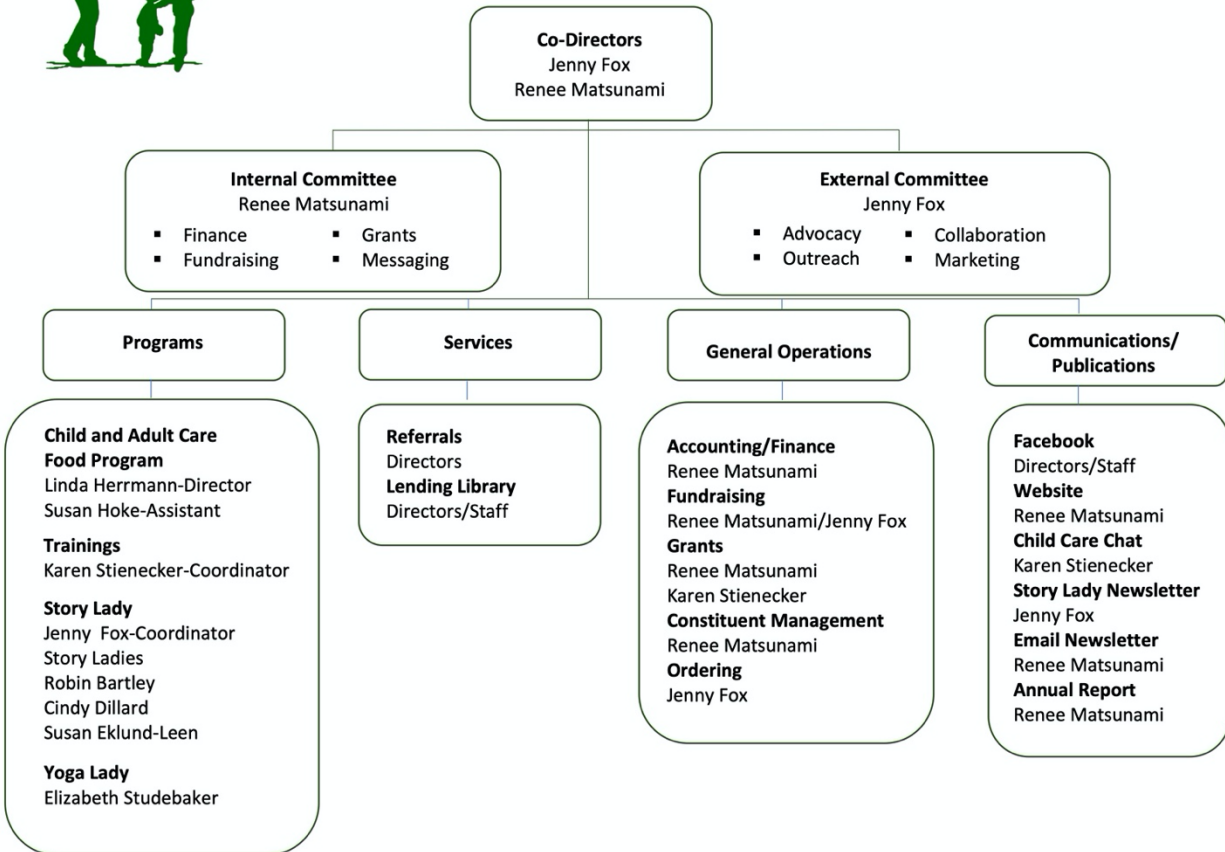 Co-Directors
Jenny Fox
Renee Matsunami
Internal Committee
Renee Matsunami
▪ Finance
▪ Fundraising
▪ Grants
▪ Messaging
External Committee
Jenny Fox
▪ Advocacy
▪ Outreach
▪ Collaboration
▪ Marketing
Programs
Services
General Operations
Communications/
Publications
Child and Adult Care
Food Program
Linda Herrmann-Director
Susan Hoke-Assistant
Trainings
Karen Stienecker-Coordinator
Story Lady
Jenny Fox-Coordinator
Story Ladies
Robin Bartley
Cindy Dillard
Susan Eklund-Leen
Yoga Lady
Elizabeth Studebaker
Referrals
Directors
Lending Library
Directors/Staff
Accounting/Finance
Renee Matsunami
Fundraising
Renee Matsunami/Jenny Fox
Grants
Renee Matsunami
Karen Stienecker
Constituent Management
Renee Matsunami
Ordering
Jenny Fox
Facebook
Directors/Staff
Website
Renee Matsunami
Child Care Chat
Karen Stienecker
Story Lady Newsletter
Jenny Fox
Email Newsletter
Renee Matsunami
Annual Report
Renee Matsunami